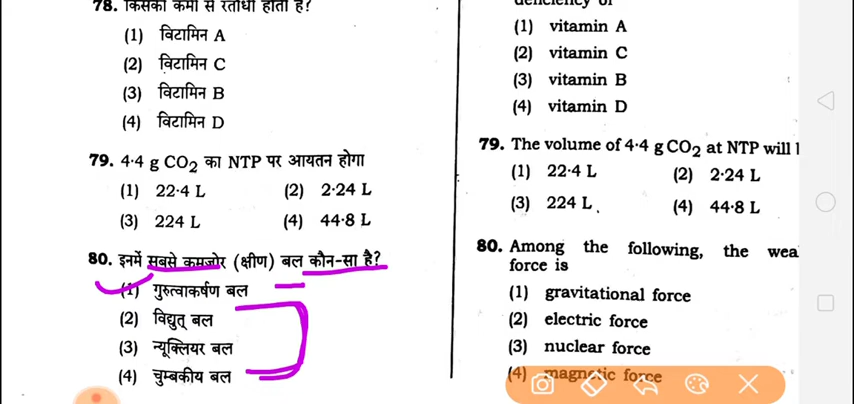 78. किसकी कमी से रतौंधी होती है?
(1) विटामिन A
(2) विटामिन C
(3) विटामिन B
(4) विटामिन D
79. 4·4 g CO₂ का NTP पर आयतन होगा
(1) 22·4 L (2) 2·24 L
(3) 224 L (4) 44·8 L
80. इनमें सबसे कमजोर (क्षीण) बल कौन-सा है?
(1) गुरुत्वाकर्षण बल
(2) विद्युत् बल
(3) न्यूक्लियर बल
(4) चुम्बकीय बल
deficiency of
(1) vitamin A
(2) vitamin C
(3) vitamin B
(4) vitamin D
79. The volume of 4·4 g CO₂ at NTP will
(1) 22·4 L (2) 2·24 L
(3) 224 L (4) 44·8 L
80. Among the following, the wea
force is
(1) gravitational force
(2) electric force
(3) nuclear force
(4) magnetic force